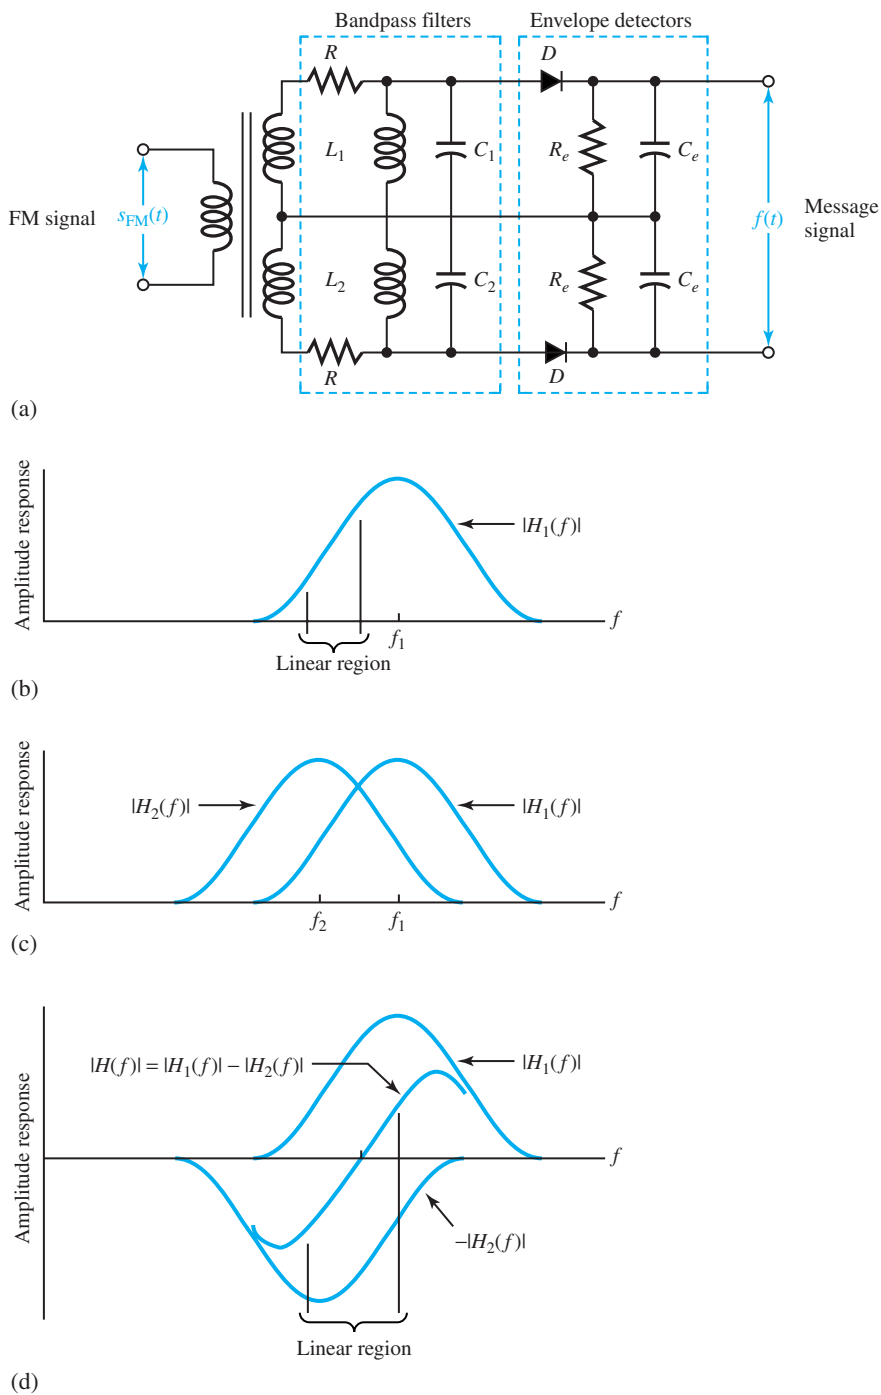 Bandpass filters
Envelope detectors
R
D
L₁
C₁
Rₑ
Cₑ
FM signal
s_FM(t)
f(t)
Message
signal
L₂
C₂
Rₑ
Cₑ
R
D
(a)
Amplitude response
|H₁(f)|
f
f₁
Linear region
(b)
Amplitude response
|H₂(f)|
|H₁(f)|
f
f₂
f₁
(c)
Amplitude response
|H(f)| = |H₁(f)| – |H₂(f)|
|H₁(f)|
f
–|H₂(f)|
Linear region
(d)